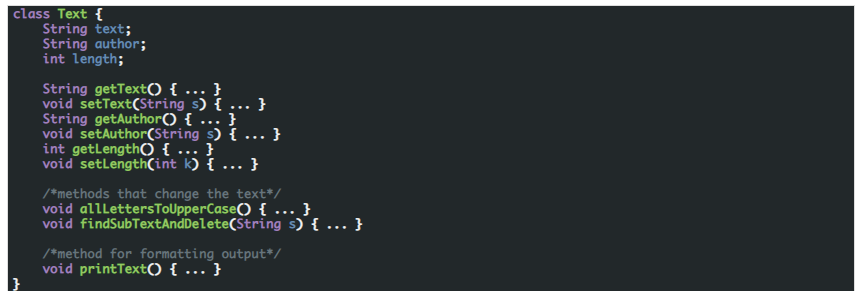 class Text {
    String text;
    String author;
    int length;

    String getText() { ... }
    void setText(String s) { ... }
    String getAuthor() { ... }
    void setAuthor(String s) { ... }
    int getLength() { ... }
    void setLength(int k) { ... }

    /*methods that change the text*/
    void allLettersToUpperCase() { ... }
    void findSubTextAndDelete(String s) { ... }

    /*method for formatting output*/
    void printText() { ... }
}